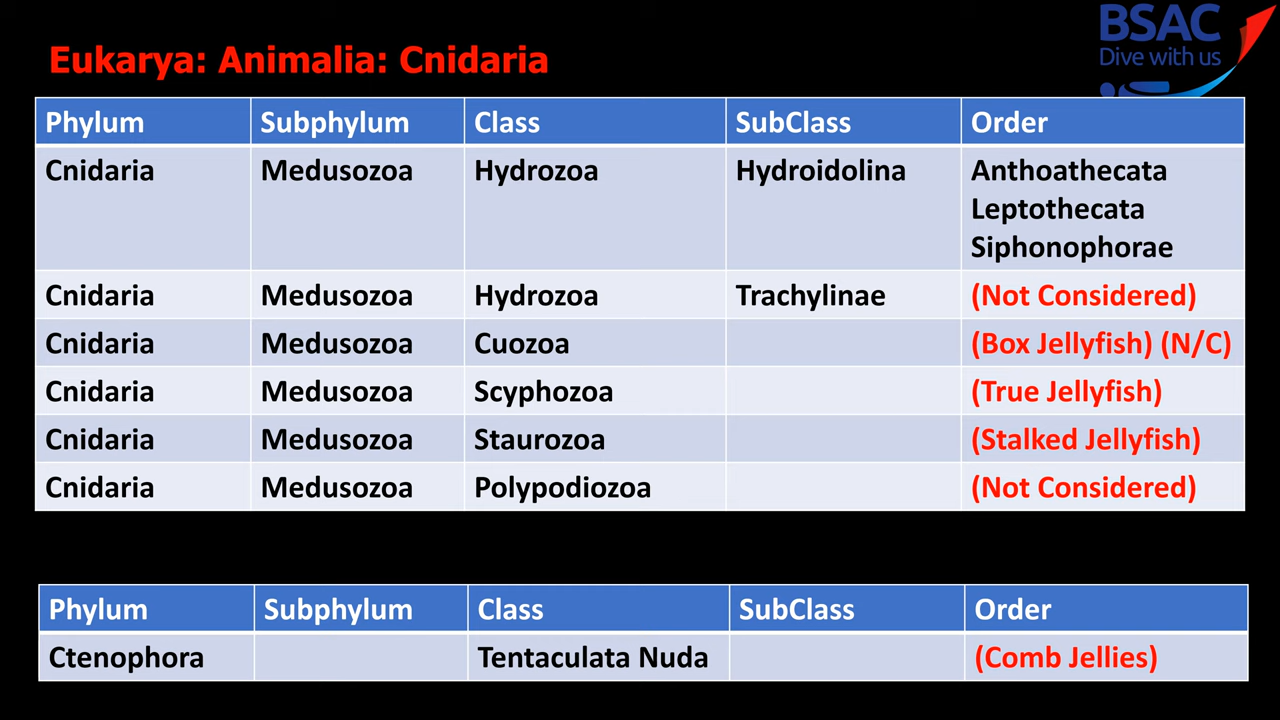 BSAC
Dive with us
Eukarya: Animalia: Cnidaria
Phylum Subphylum Class SubClass Order
Cnidaria Medusozoa Hydrozoa Hydroidolina Anthoathecata
Leptothecata
Siphonophorae
Cnidaria Medusozoa Hydrozoa Trachylinae (Not Considered)
Cnidaria Medusozoa Cuozoa (Box Jellyfish) (N/C)
Cnidaria Medusozoa Scyphozoa (True Jellyfish)
Cnidaria Medusozoa Staurozoa (Stalked Jellyfish)
Cnidaria Medusozoa Polypodiozoa (Not Considered)
Phylum Subphylum Class SubClass Order
Ctenophora Tentaculata Nuda (Comb Jellies)